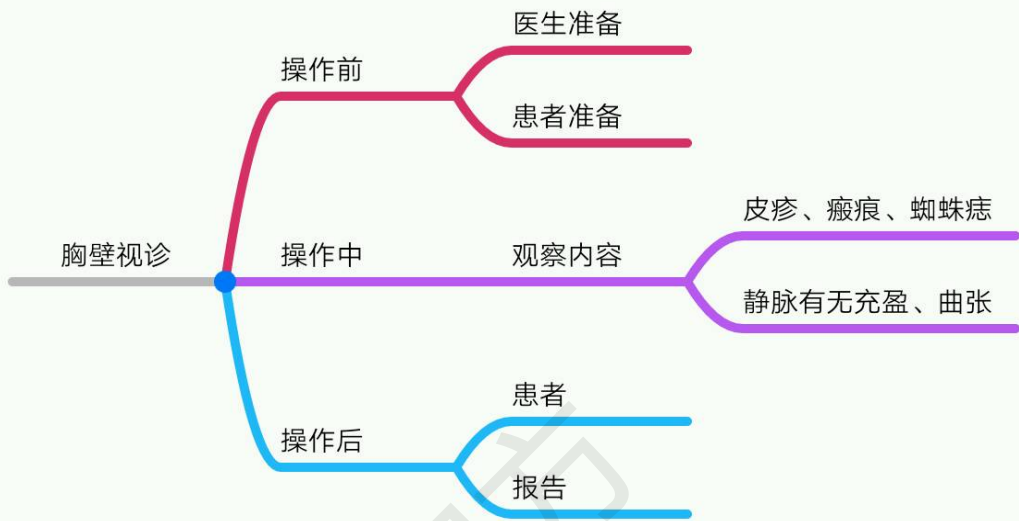 医生准备
操作前
患者准备
皮疹、瘢痕、蜘蛛痣
胸壁视诊
操作中
观察内容
静脉有无充盈、曲张
患者
操作后
报告
方